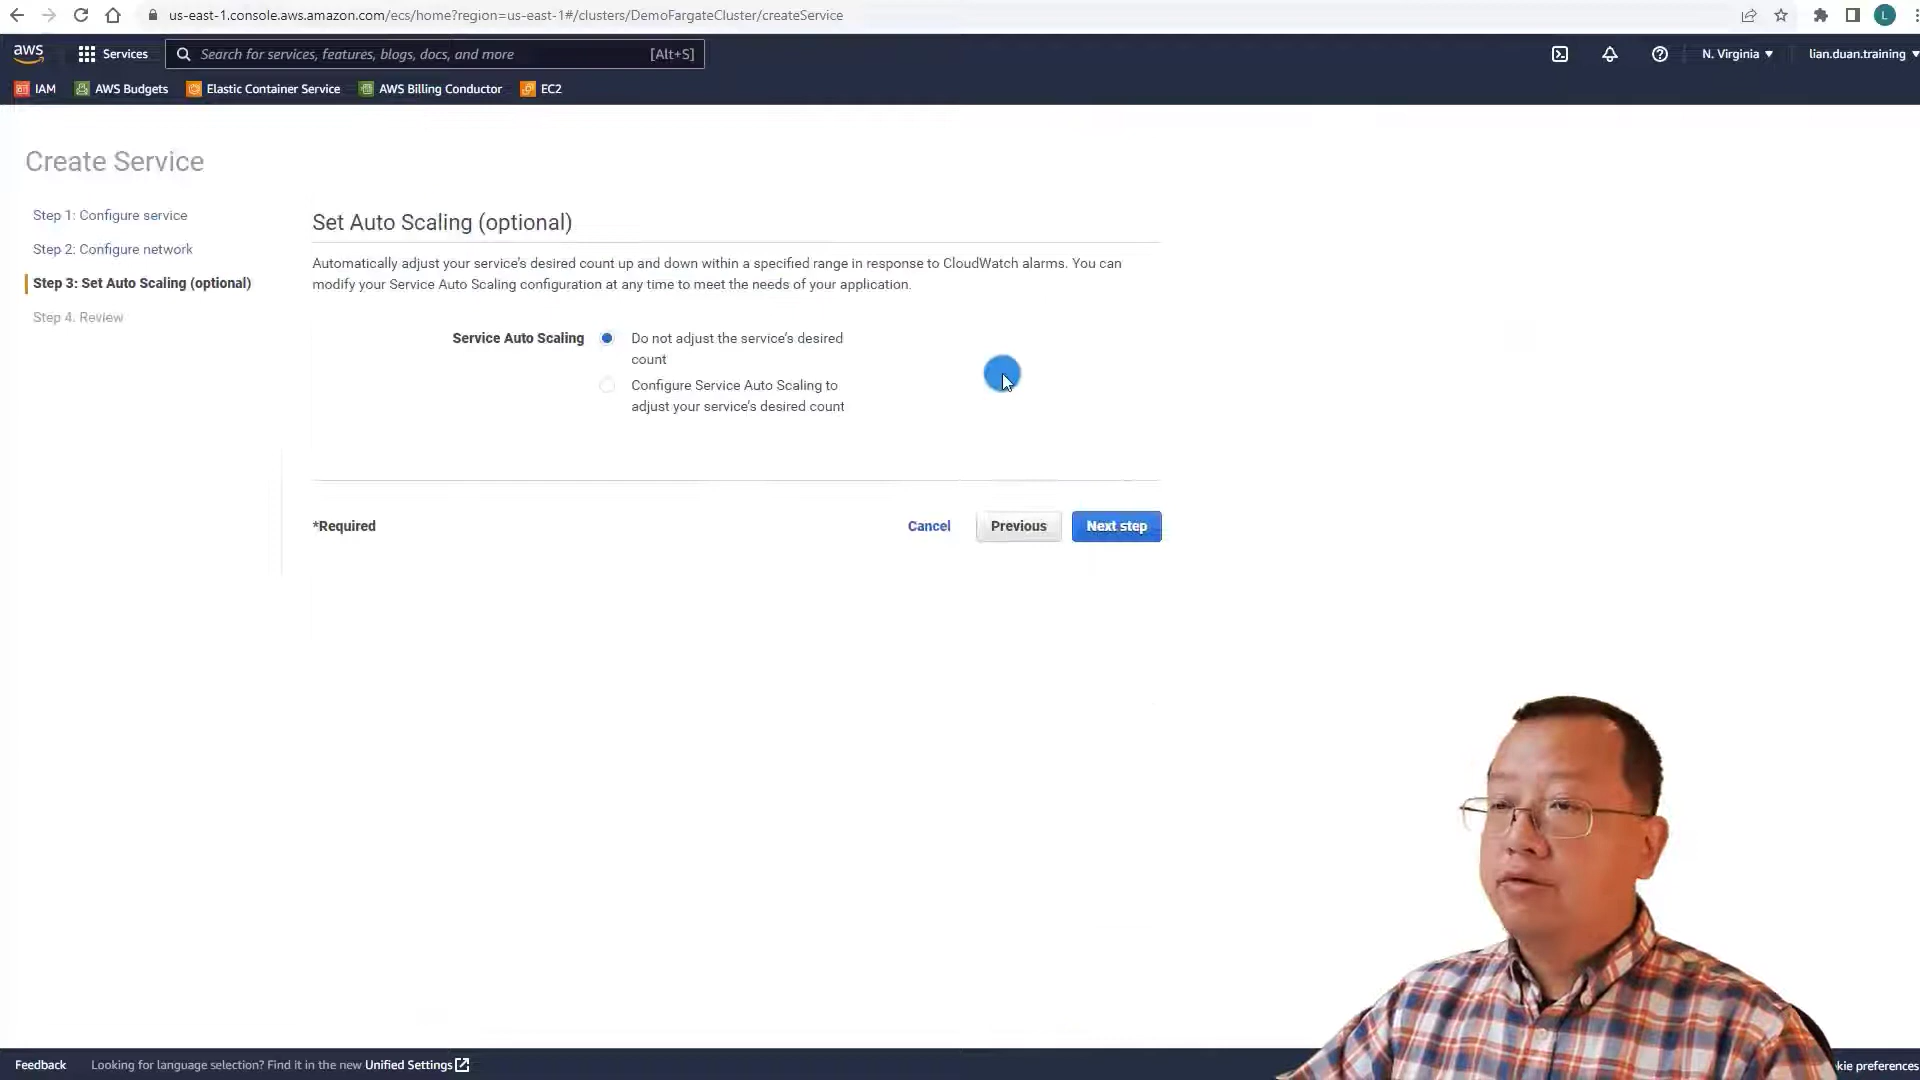 us-east-1.console.aws.amazon.com/ecs/home?region=us-east-1#/clusters/DemoFargateCluster/createService
L
aws
Services
Search for services, features, blogs, docs, and more
[Alt+S]
N. Virginia
lian.duan.training
IAM
AWS Budgets
Elastic Container Service
AWS Billing Conductor
EC2
Create Service
Step 1: Configure service
Step 2: Configure network
Step 3: Set Auto Scaling (optional)
Step 4. Review
Set Auto Scaling (optional)
Automatically adjust your service's desired count up and down within a specified range in response to CloudWatch alarms. You can
modify your Service Auto Scaling configuration at any time to meet the needs of your application.
Service Auto Scaling
Do not adjust the service's desired
count
Configure Service Auto Scaling to
adjust your service's desired count
*Required
Cancel
Previous
Next step
Feedback
Looking for language selection? Find it in the new Unified Settings
kie preferences